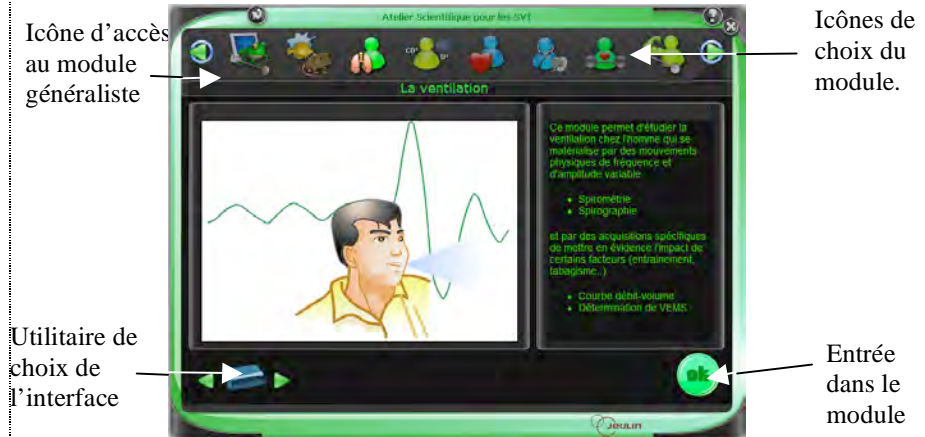 Atelier Scientifique pour les SVT
Icône d’accès
au module
généraliste
Icônes de
choix du
module.
CO²
O²
La ventilation
Ce module permet d'étudier la
ventilation chez l'homme qui se
matérialise par des mouvements
physiques de fréquence et
d'amplitude variable
• Spirométrie
• Spirographie
et par des acquisitions spécifiques
de mettre en évidence l'impact de
certains facteurs (entraînement,
tabagisme..)
• Courbe débit-volume
• Détermination de VEMS
Utilitaire de
choix de
l’interface
ok
Entrée
dans le
module
Jeulin